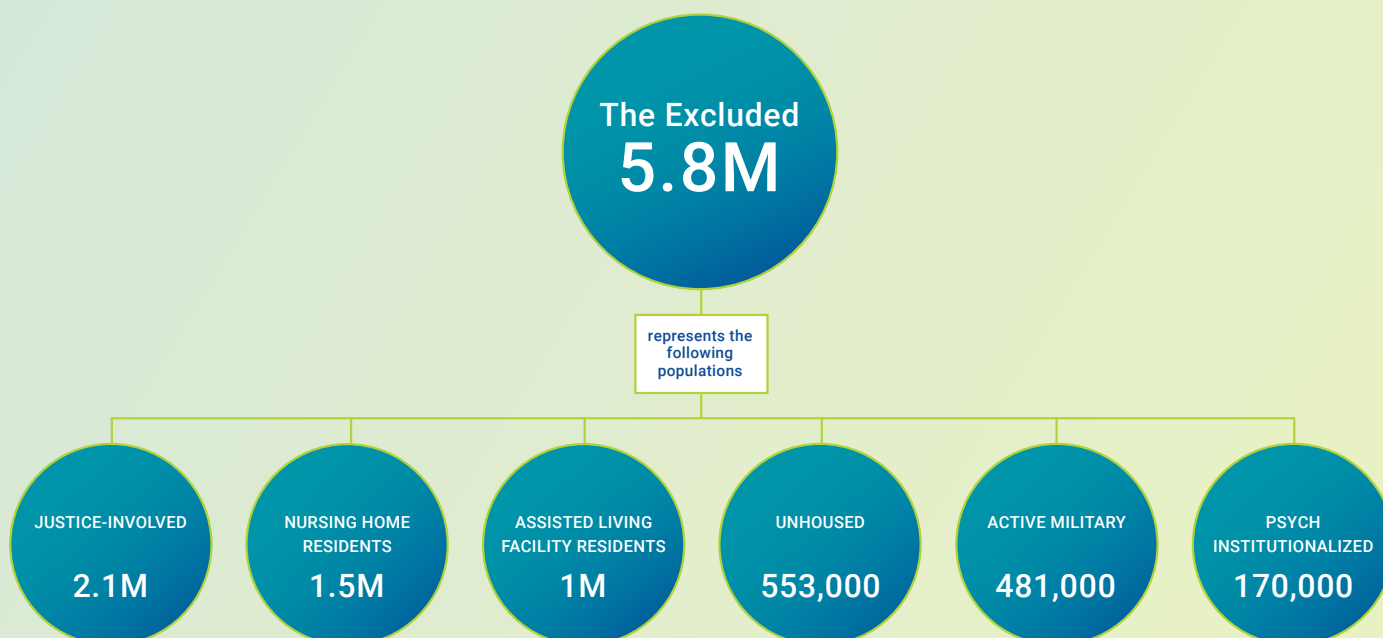 The Excluded
5.8M
represents the
following
populations
JUSTICE-INVOLVED
2.1M
NURSING HOME
RESIDENTS
1.5M
ASSISTED LIVING
FACILITY RESIDENTS
1M
UNHOUSED
553,000
ACTIVE MILITARY
481,000
PSYCH
INSTITUTIONALIZED
170,000